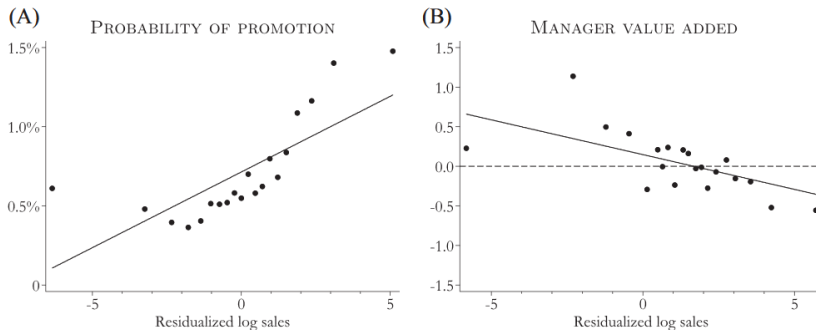 (A) PROBABILITY OF PROMOTION
1.5%
1.0%
0.5%
0
-5 0 5
Residualized log sales
(B) MANAGER VALUE ADDED
1.5
1.0
0.5
0.0
-0.5
-1.0
-1.5
-5 0 5
Residualized log sales